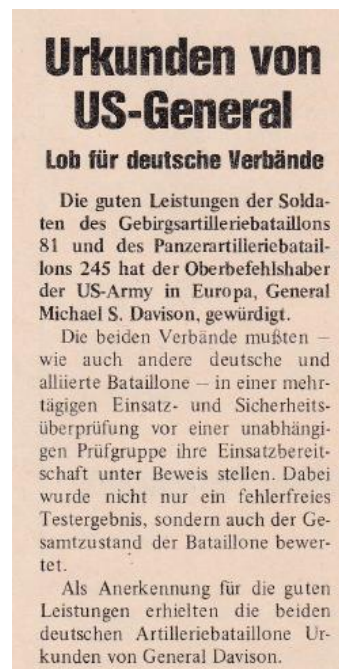 Urkunden von
US-General
Lob für deutsche Verbände
Die guten Leistungen der Solda-
ten des Gebirgsartilleriebataillons
81 und des Panzerartilleriebatail-
lons 245 hat der Oberbefehlshaber
der US-Army in Europa, General
Michael S. Davison, gewürdigt.
Die beiden Verbände mußten –
wie auch andere deutsche und
alliierte Bataillone – in einer mehr-
tägigen Einsatz- und Sicherheits-
überprüfung vor einer unabhängi-
gen Prüfgruppe ihre Einsatzbereit-
schaft unter Beweis stellen. Dabei
wurde nicht nur ein fehlerfreies
Testergebnis, sondern auch der Ge-
samtzustand der Bataillone bewer-
tet.
Als Anerkennung für die guten
Leistungen erhielten die beiden
deutschen Artilleriebataillone Ur-
kunden von General Davison.